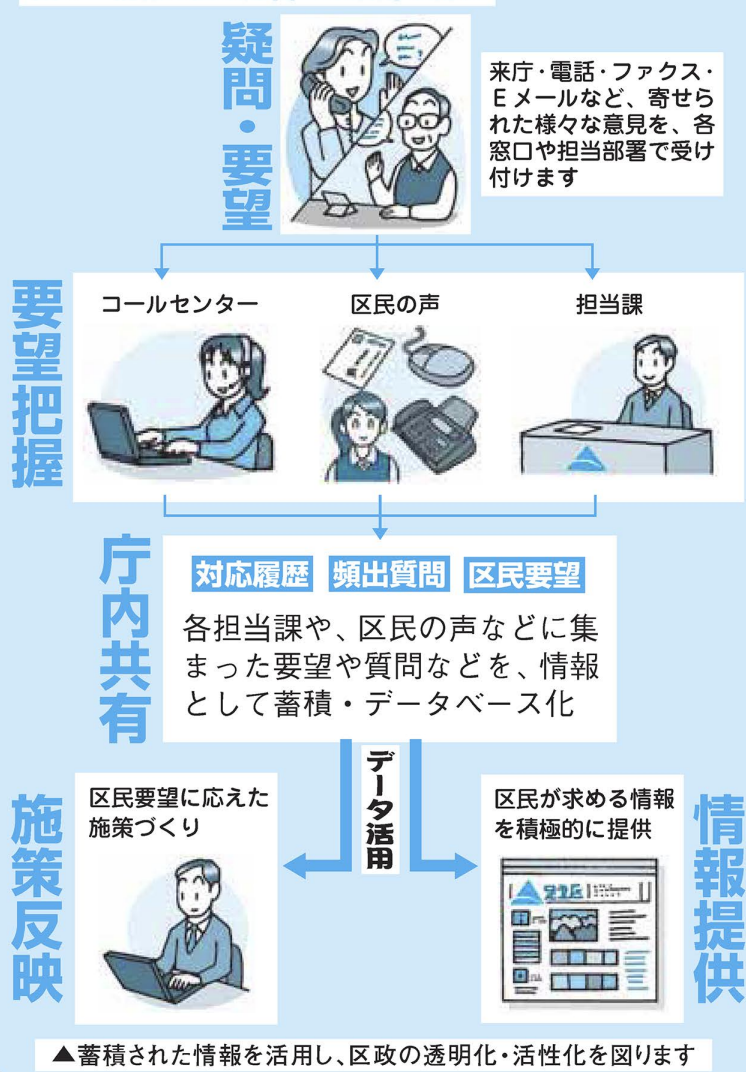 疑問・要望
来庁・電話・ファクス・
Eメールなど、寄せら
れた様々な意見を、各
窓口や担当部署で受け
付けます
要望把握
コールセンター
区民の声
担当課
庁内共有
対応履歴 頻出質問 区民要望
各担当課や、区民の声などに集
まった要望や質問などを、情報
として蓄積・データベース化
データ活用
施策反映
区民要望に応えた
施策づくり
区民が求める情報
を積極的に提供
足立区
情報提供
▲蓄積された情報を活用し、区政の透明化・活性化を図ります